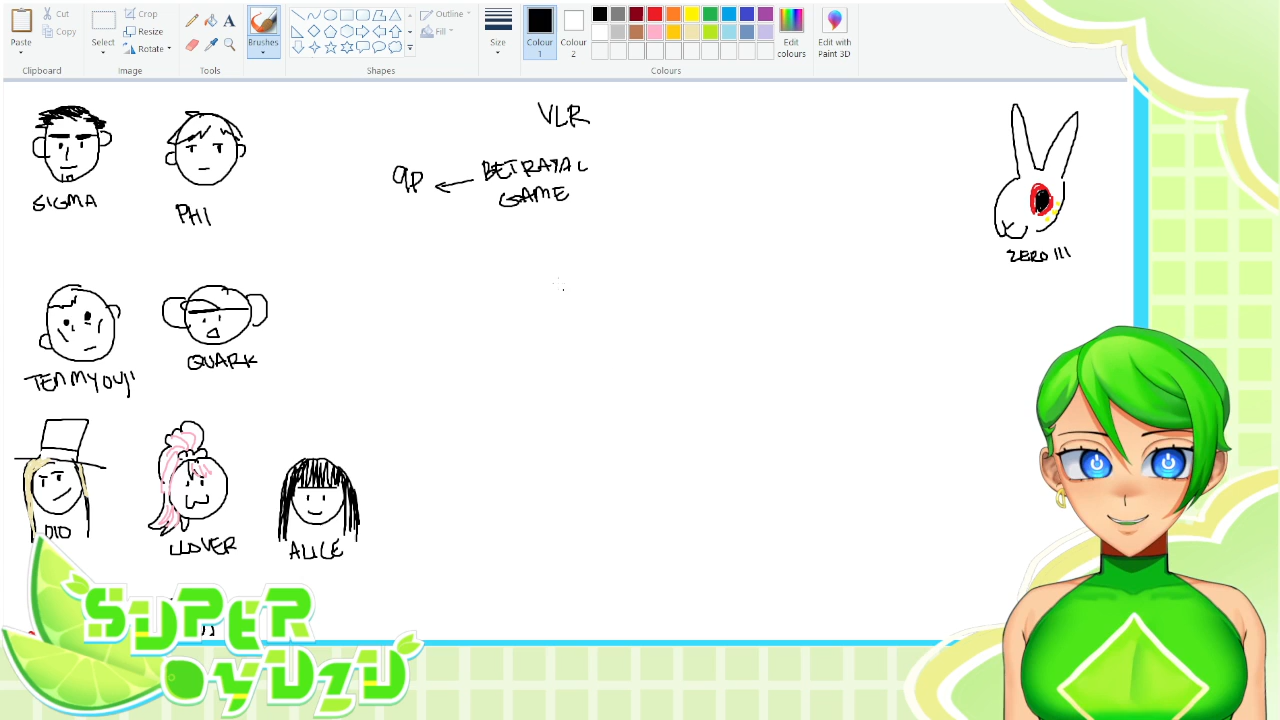 Cut
Copy
Paste
Crop
Resize
Select
Rotate
A
Brushes
Outline
Fill
Size
Colour
1
Colour
2
Edit
colours
Edit with
Paint 3D
Clipboard
Image
Tools
Shapes
Colours
VLR
9P ← BETRAYAL
GAME
SIGMA
PHI
ZERO III
TENMYOUJI
QUARK
DIO
CLOVER
ALICE
SUPER
OYUZU